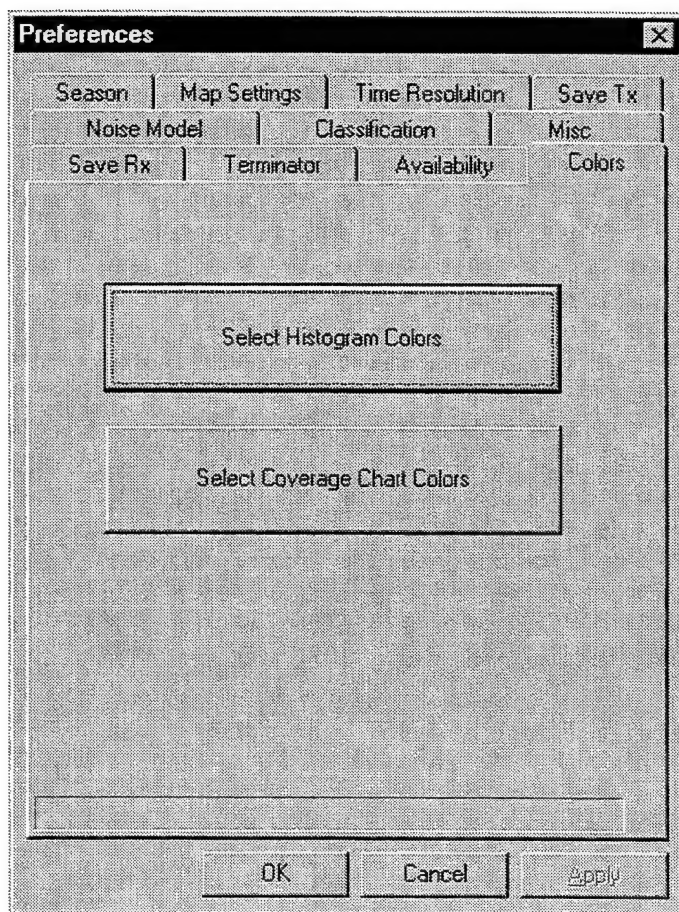 Preferences
Season Map Settings Time Resolution Save Tx
Noise Model Classification Misc
Save Rx Terminator Availability Colors
Select Histogram Colors
Select Coverage Chart Colors
OK Cancel Apply